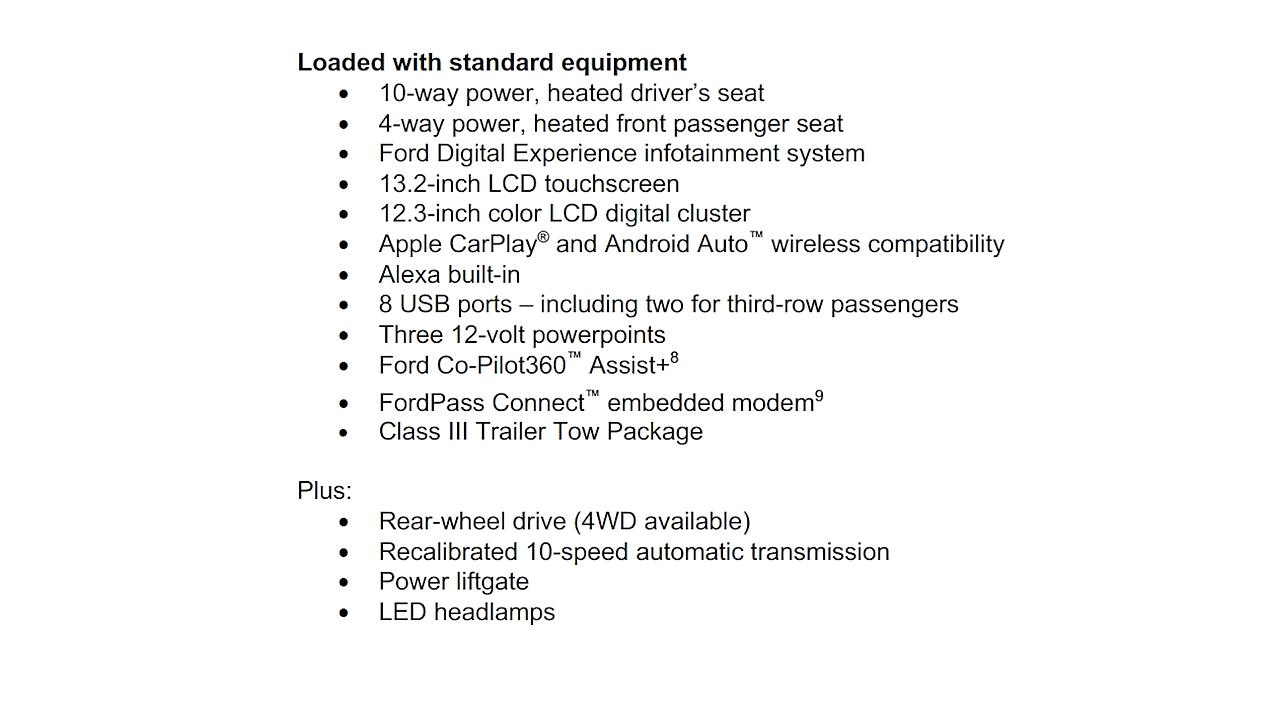 Loaded with standard equipment
• 10-way power, heated driver’s seat
• 4-way power, heated front passenger seat
• Ford Digital Experience infotainment system
• 13.2-inch LCD touchscreen
• 12.3-inch color LCD digital cluster
• Apple CarPlay® and Android Auto™ wireless compatibility
• Alexa built-in
• 8 USB ports – including two for third-row passengers
• Three 12-volt powerpoints
• Ford Co-Pilot360™ Assist+⁸
• FordPass Connect™ embedded modem⁹
• Class III Trailer Tow Package
Plus:
• Rear-wheel drive (4WD available)
• Recalibrated 10-speed automatic transmission
• Power liftgate
• LED headlamps